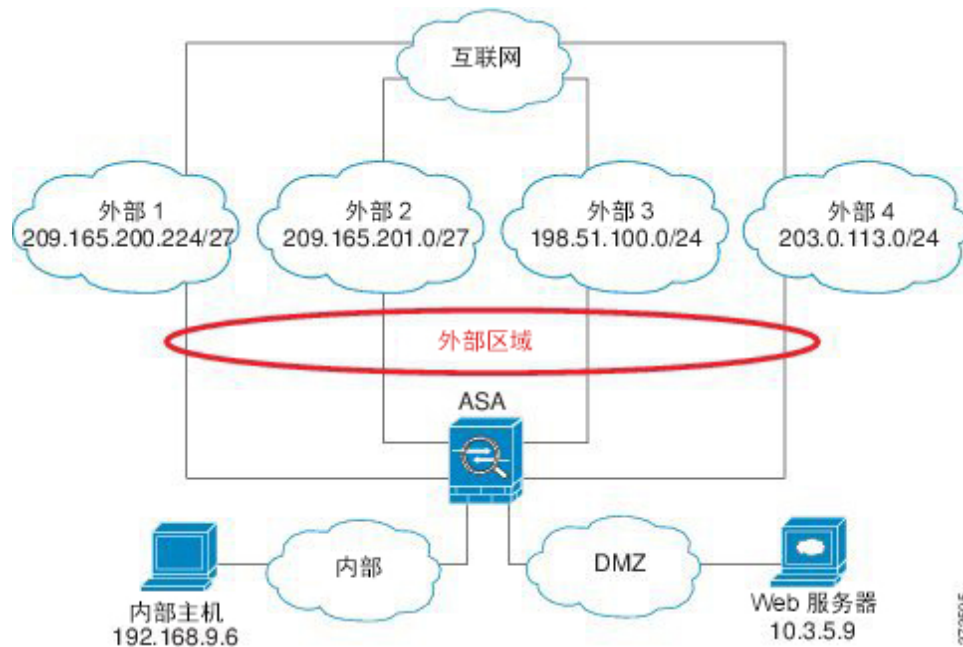 互联网
外部 1
209.165.200.224/27
外部 2
209.165.201.0/27
外部 3
198.51.100.0/24
外部 4
203.0.113.0/24
外部区域
ASA
内部
DMZ
内部主机
192.168.9.6
Web 服务器
10.3.5.9